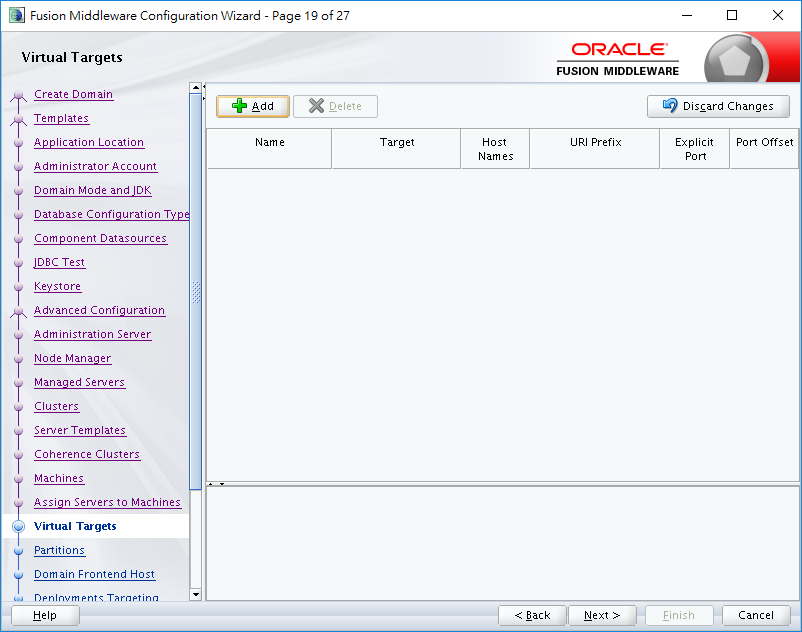 Fusion Middleware Configuration Wizard - Page 19 of 27
Virtual Targets
ORACLE
FUSION MIDDLEWARE
Create Domain
Templates
Application Location
Administrator Account
Domain Mode and JDK
Database Configuration Type
Component Datasources
JDBC Test
Keystore
Advanced Configuration
Administration Server
Node Manager
Managed Servers
Clusters
Server Templates
Coherence Clusters
Machines
Assign Servers to Machines
Virtual Targets
Partitions
Domain Frontend Host
Deployments Targeting
Add
Delete
Discard Changes
Name
Target
Host
Names
URI Prefix
Explicit
Port
Port Offset
Help
< Back
Next >
Finish
Cancel